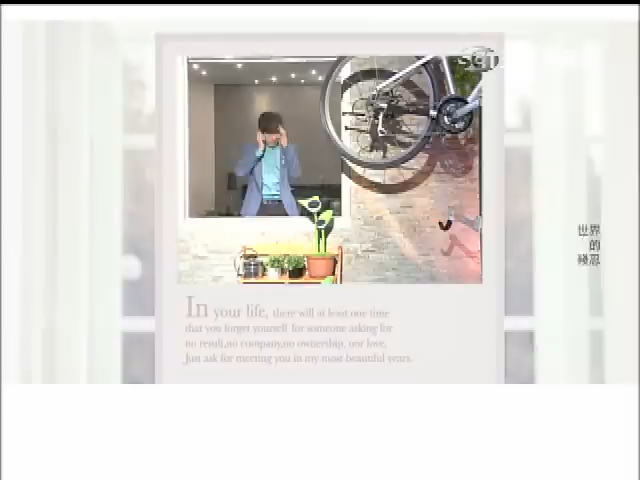 SET
In your life, there will at least one time
that you forget yourself for someone asking for
no result,no company,no ownership, nor love,
Just ask for meeting you in my most beautiful years.
世界
的
殘忍